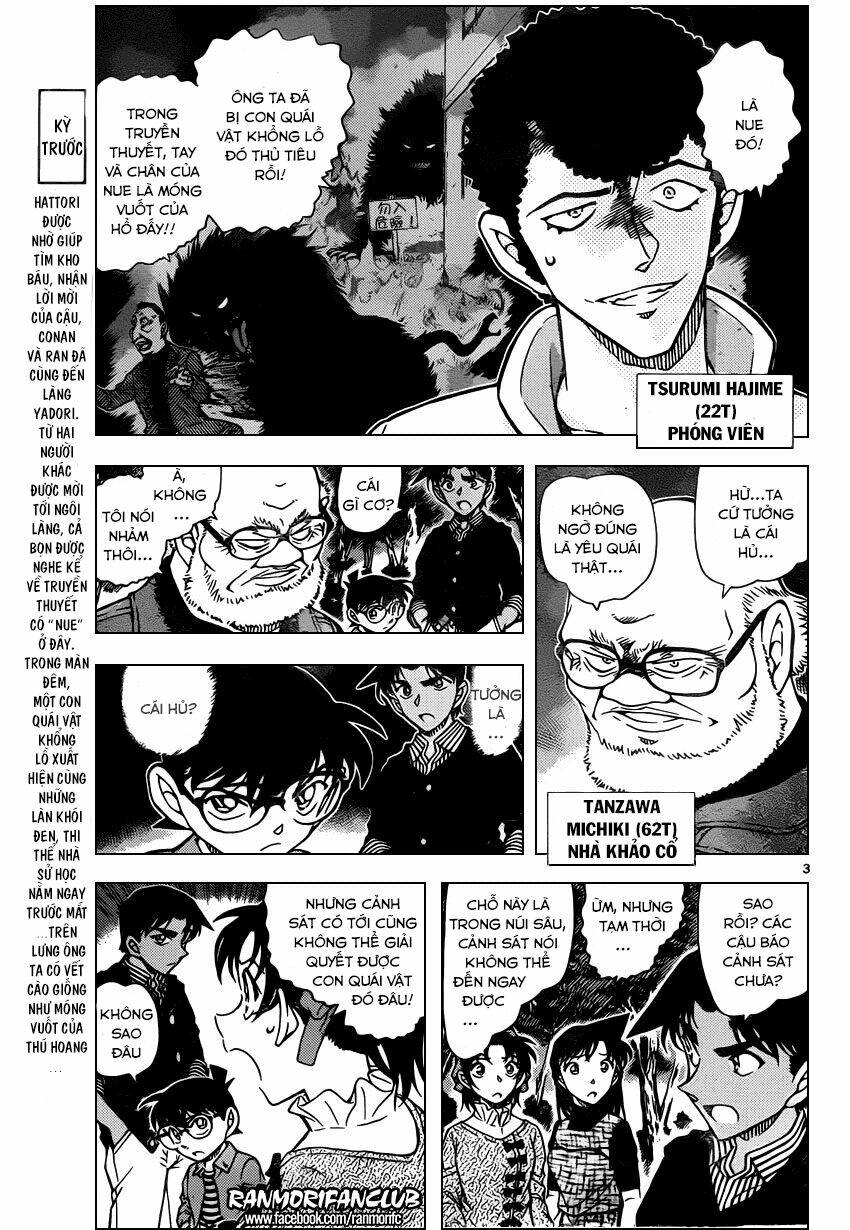 KỲ
TRƯỚC
HATTORI
ĐƯỢC
NHỜ GIÚP
TÌM KHO
BÁU, NHẬN
LỜI MỜI
CỦA CẬU,
CONAN
VÀ RAN ĐÃ
CÙNG ĐẾN
LÀNG
YADORI.
TỪ HAI
NGƯỜI
KHÁC
ĐƯỢC MỜI
TỚI NGÔI
LÀNG, CẢ
BỌN ĐƯỢC
NGHE KỂ
VỀ TRUYỀN
THUYẾT
CÓ “NUE”
Ở ĐÂY.
TRONG MÀN
ĐÊM,
MỘT CON
QUÁI VẬT
KHỔNG
LỒ XUẤT
HIỆN CÙNG
NHỮNG
LÀN KHÓI
ĐEN, THI
THỂ NHÀ
SỬ HỌC
NẰM NGAY
TRƯỚC MẮT
...TRÊN
LƯNG ÔNG
TA CÓ VẾT
CÀO GIỐNG
NHƯ MÓNG
VUỐT CỦA
THÚ HOANG
...
LÀ
NUE
ĐÓ!
ÔNG TA ĐÃ
BỊ CON QUÁI
VẬT KHỔNG LỒ
ĐÓ THỦ TIÊU
RỒI!
TRONG
TRUYỀN
THUYẾT, TAY
VÀ CHÂN CỦA
NUE LÀ MÓNG
VUỐT CỦA
HỔ ĐẤY!!
勿入
危険！
TSURUMI HAJIME
(22T)
PHÓNG VIÊN
HỪ...TA
CỨ TƯỞNG
LÀ CÁI
HỦ...
KHÔNG
NGỜ ĐÚNG
LÀ YÊU QUÁI
THẬT...
TANZAWA
MICHIKI (62T)
NHÀ KHẢO CỔ
CÁI
GÌ CƠ?
À,
KHÔNG
...
TÔI NÓI
NHẢM
THÔI...
TƯỞNG
LÀ
...
CÁI HỦ?
3
SAO
RỒI? CÁC
CẬU BÁO
CẢNH SÁT
CHƯA?
ỪM, NHƯNG
TẠM THỜI
...
CHỖ NÀY LÀ
TRONG NÚI SÂU,
CẢNH SÁT NÓI
KHÔNG THỂ
ĐẾN NGAY
ĐƯỢC
...
NHƯNG CẢNH
SÁT CÓ TỚI CŨNG
KHÔNG THỂ GIẢI
QUYẾT ĐƯỢC
CON QUÁI VẬT
ĐÓ ĐÂU!
KHÔNG
SAO
ĐÂU
RANMORIFANCLUB
www.facebook.com/ranmorifc